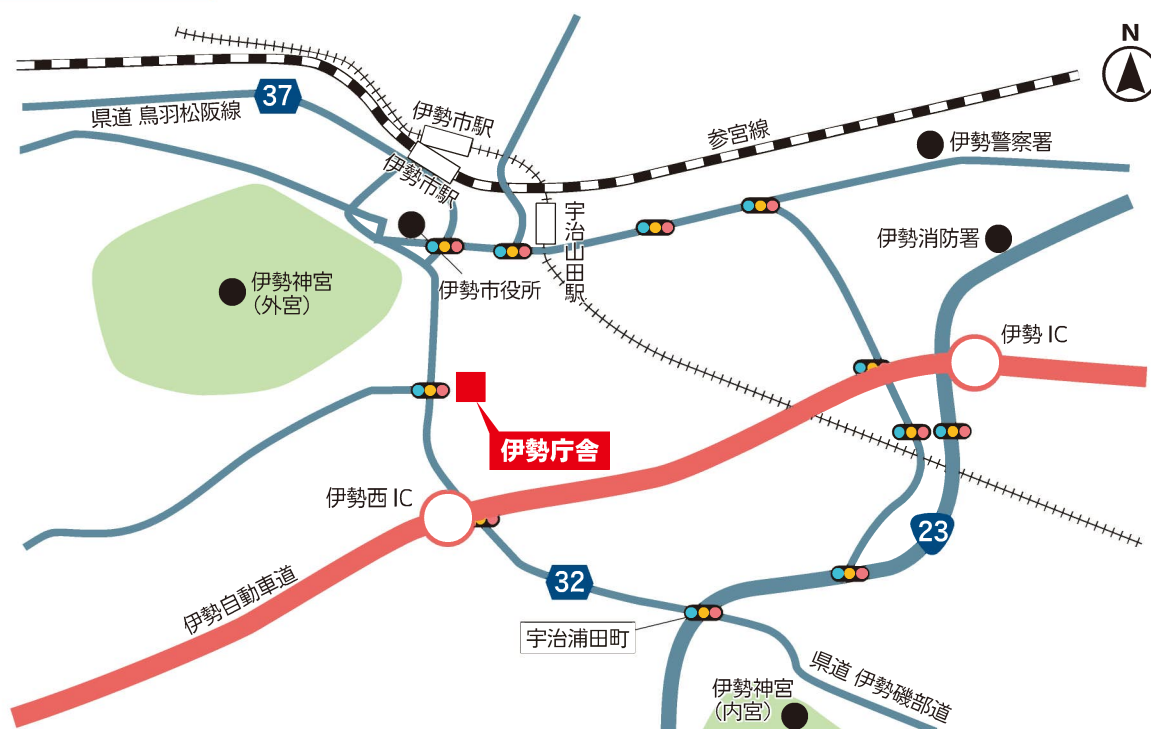 N
37
県道 鳥羽松阪線
伊勢市駅
伊勢市駅
参宮線
伊勢警察署
宇治山田駅
伊勢消防署
伊勢神宮
（外宮）
伊勢市役所
伊勢 IC
伊勢庁舎
伊勢西 IC
23
32
伊勢自動車道
宇治浦田町
県道 伊勢磯部道
伊勢神宮
（内宮）